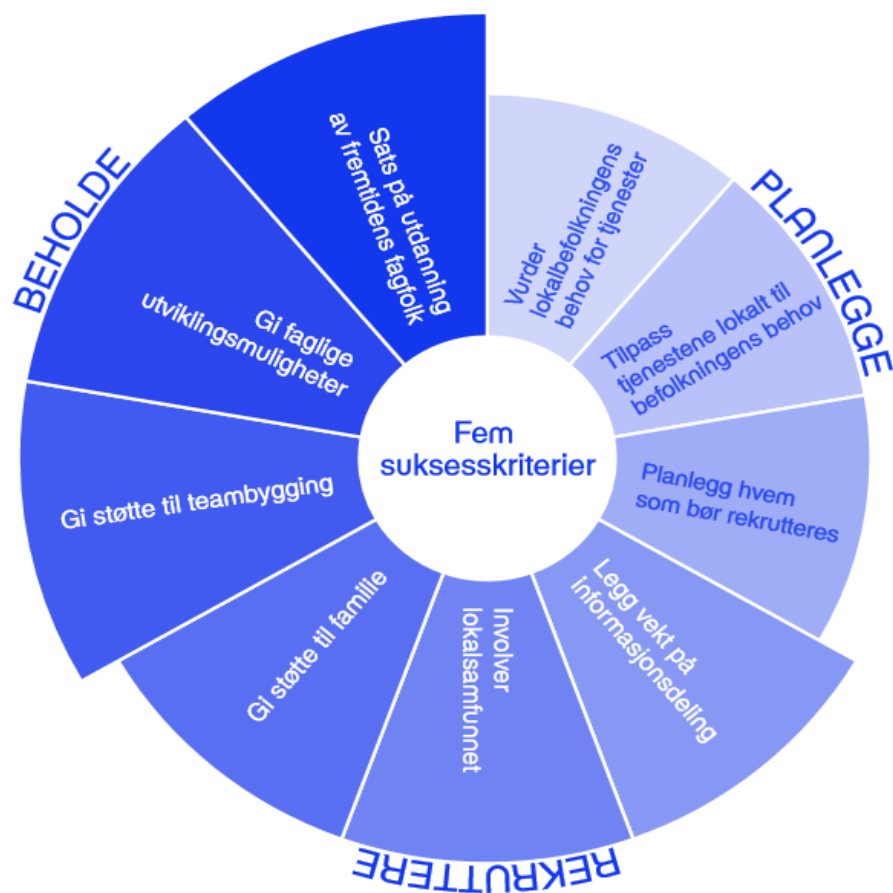 Fem
suksesskriterier
PLANLEGGE
Vurder
lokalbefolkningens
behov for tjenester
Tilpass
tjenestene lokalt til
befolkningens behov
Planlegg hvem
som bør rekrutteres
REKRUTTERE
Legg vekt på
informasjonsdeling
Involver
lokalsamfunnet
Gi støtte til familie
BEHOLDE
Gi støtte til teambygging
Gi faglige
utviklingsmuligheter
Sats på utdanning
av fremtidens fagfolk